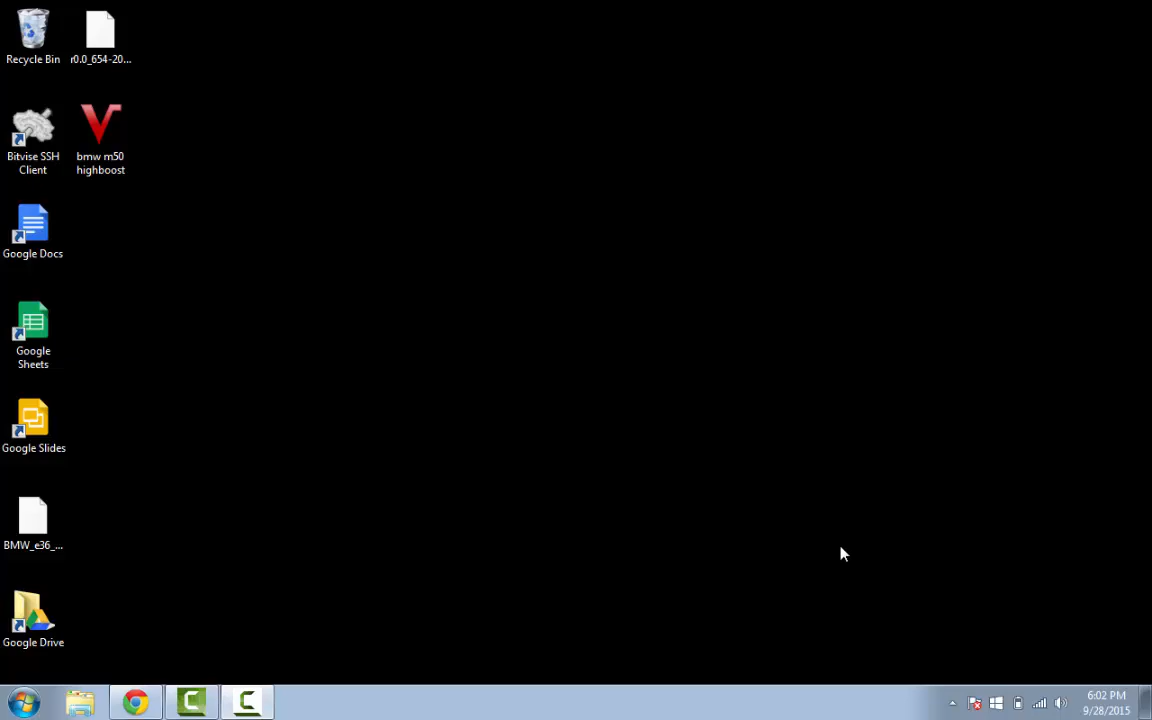 Recycle Bin
r0.0_654-20...
Bitvise SSH
Client
bmw m50
highboost
Google Docs
Google
Sheets
Google Slides
BMW_e36_...
Google Drive
6:02 PM
9/28/2015